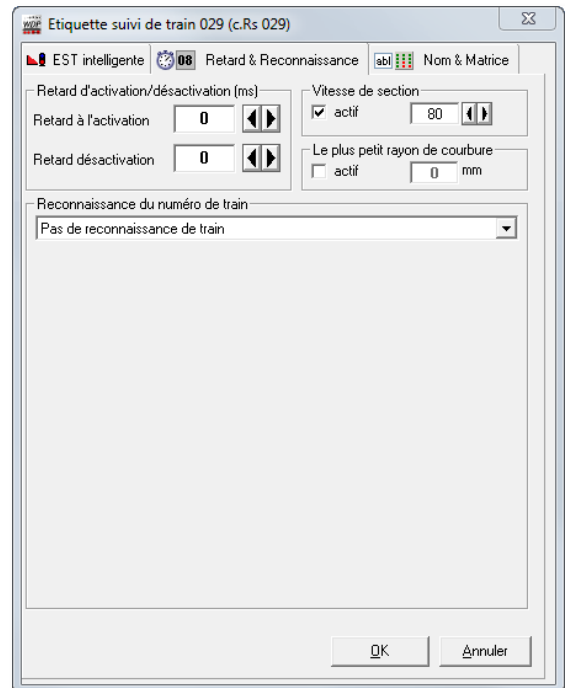 WDP Etiquette suivi de train 029 (c.Rs 029)
EST intelligente 08 Retard & Reconnaissance abl Nom & Matrice
Retard d'activation/désactivation (ms)
Retard à l'activation 0
Retard désactivation 0
Vitesse de section
actif 80
Le plus petit rayon de courbure
actif 0 mm
Reconnaissance du numéro de train
Pas de reconnaissance de train
OK Annuler